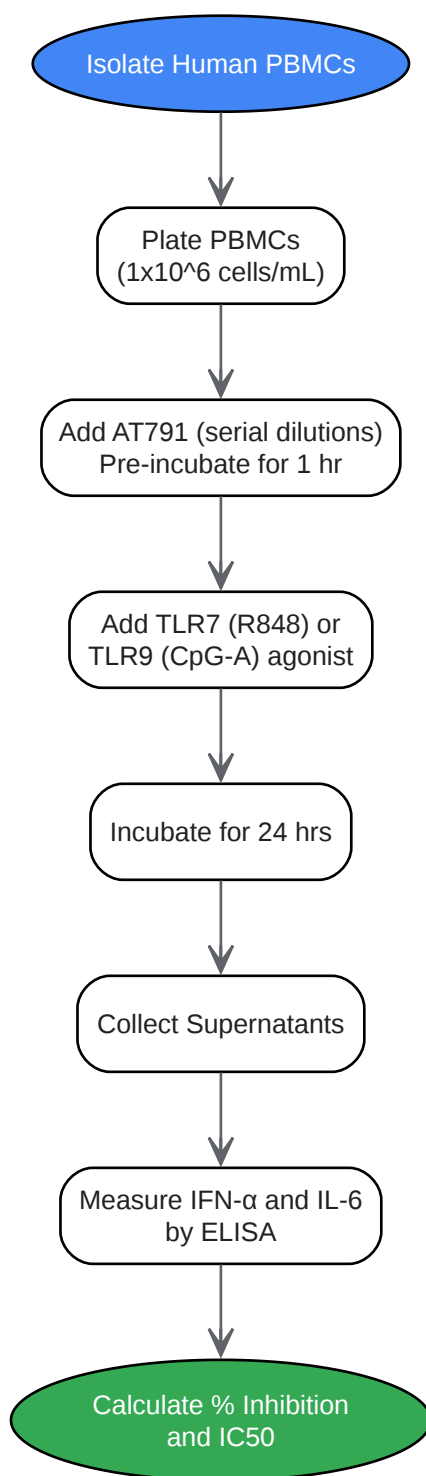 Isolate Human PBMCs
Plate PBMCs
(1x10^6 cells/mL)
Add AT791 (serial dilutions)
Pre-incubate for 1 hr
Add TLR7 (R848) or
TLR9 (CpG-A) agonist
Incubate for 24 hrs
Collect Supernatants
Measure IFN-α and IL-6
by ELISA
Calculate % Inhibition
and IC50